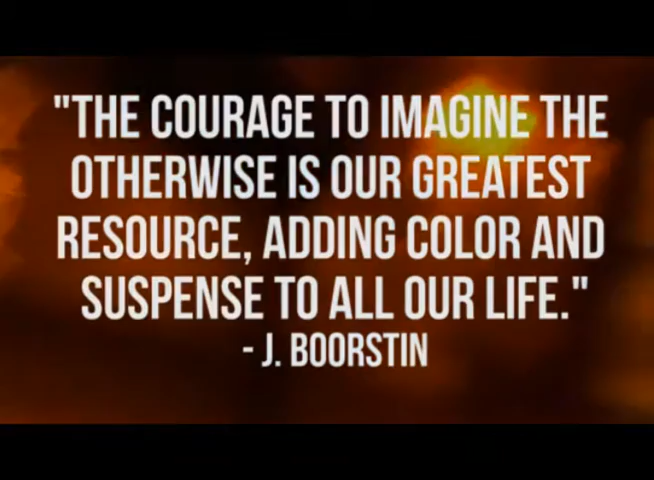 "THE COURAGE TO IMAGINE THE
OTHERWISE IS OUR GREATEST
RESOURCE, ADDING COLOR AND
SUSPENSE TO ALL OUR LIFE."
- J. BOORSTIN